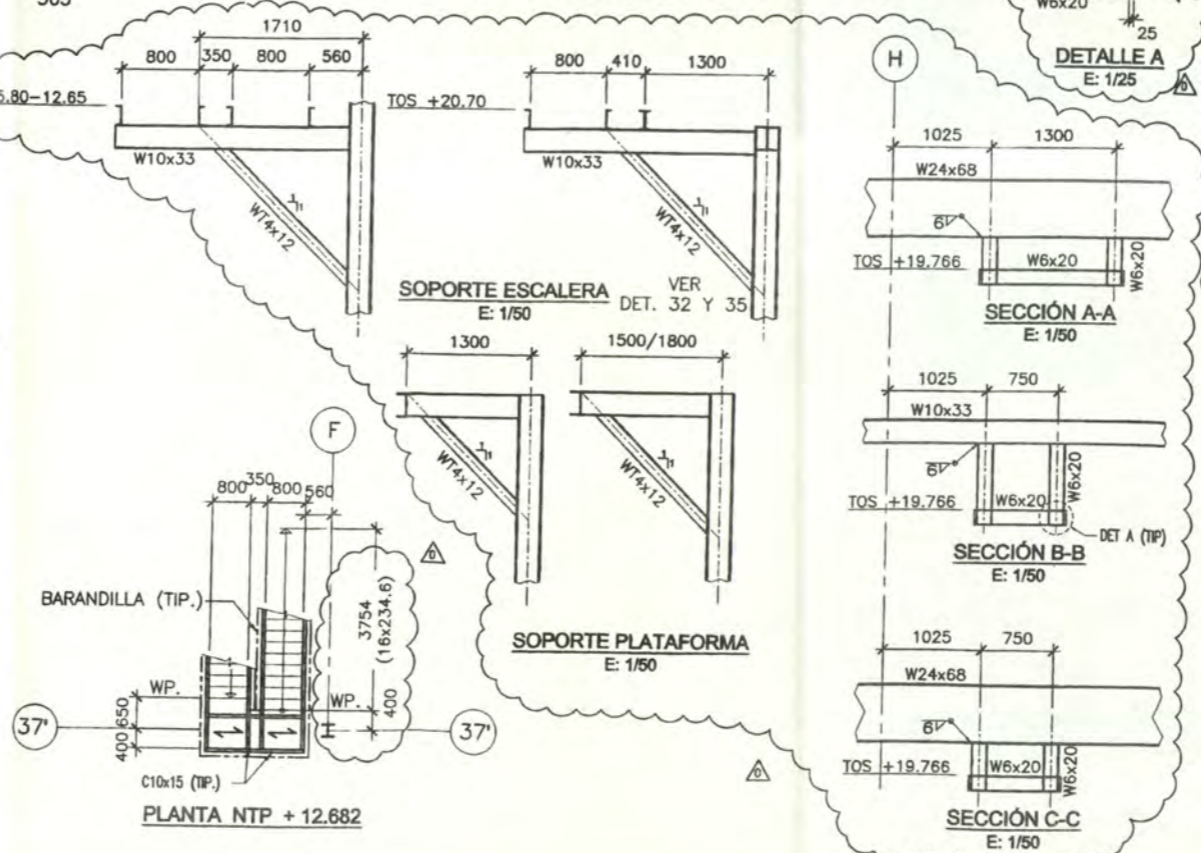 1710
800
350
800
560
TOS +20.70
W10x33
WT4x12
800
410
1300
W10x33
WT4x12
SOPORTE ESCALERA
E: 1/50
VER
DET. 32 Y 35
1300
WT4x12
1500/1800
WT4x12
SOPORTE PLATAFORMA
E: 1/50
W6x20
25
DETALLE A
E: 1/25
H
1025
1300
W24x68
6
TOS +19.766
W6x20
W6x20
SECCIÓN A-A
E: 1/50
1025
750
W10x33
6
TOS +19.766
W6x20
W6x20
DET A (TIP)
SECCIÓN B-B
E: 1/50
1025
750
W24x68
6
TOS +19.766
W6x20
W6x20
SECCIÓN C-C
E: 1/50
F
800
350
800
560
BARANDILLA (TIP.)
3754
(16x234.6)
400
WP.
WP.
650
400
37'
37'
C10x15 (TIP.)
PLANTA NTP + 12.682